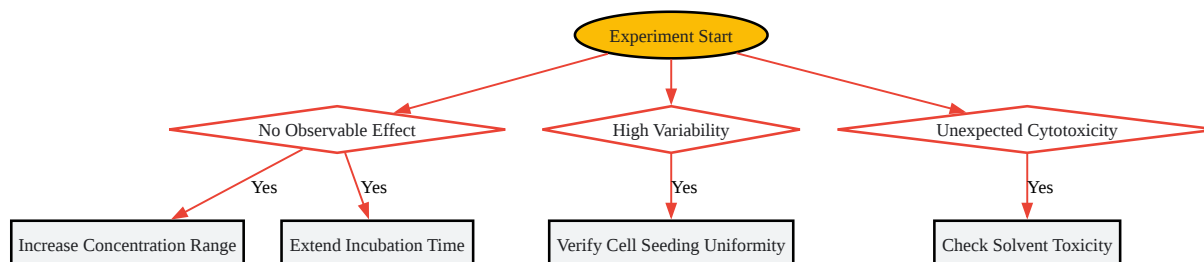 Experiment Start
No Observable Effect
High Variability
Unexpected Cytotoxicity
Yes
Yes
Yes
Yes
Increase Concentration Range
Extend Incubation Time
Verify Cell Seeding Uniformity
Check Solvent Toxicity